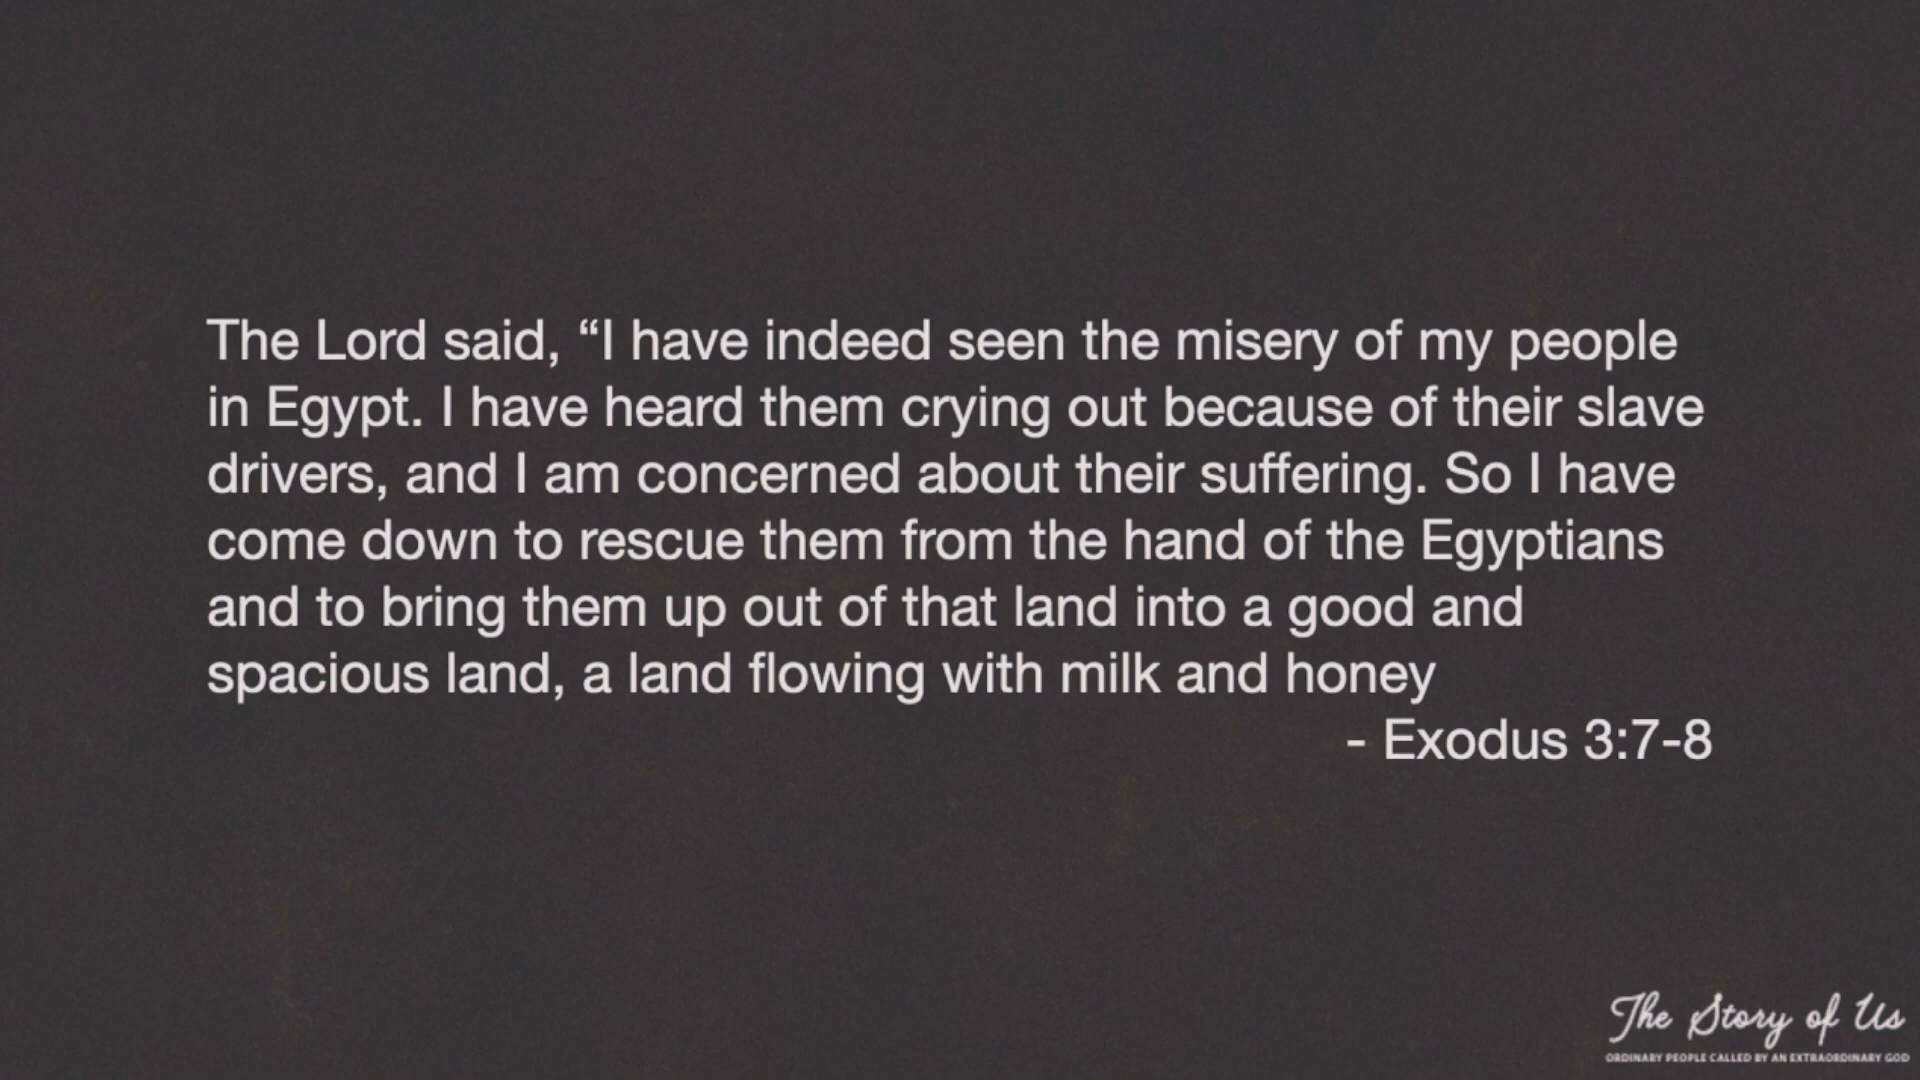 The Lord said, “I have indeed seen the misery of my people
in Egypt. I have heard them crying out because of their slave
drivers, and I am concerned about their suffering. So I have
come down to rescue them from the hand of the Egyptians
and to bring them up out of that land into a good and
spacious land, a land flowing with milk and honey
- Exodus 3:7-8
The Story of Us
ORDINARY PEOPLE CALLED BY AN EXTRAORDINARY GOD